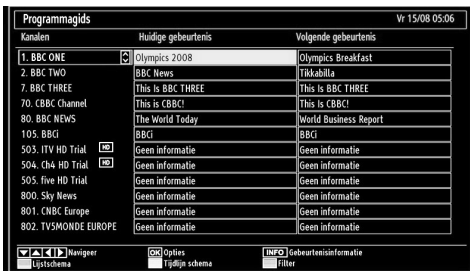 Programmagids Vr 15/08 05:06
Kanalen Huidige gebeurtenis Volgende gebeurtenis
1. BBC ONE Olympics 2008 Olympics Breakfast
2. BBC TWO BBC News Tikkabilla
7. BBC THREE This Is BBC THREE This Is BBC THREE
70. CBBC Channel This is CBBC! This is CBBC!
80. BBC NEWS The World Today World Business Report
105. BBCi BBCi BBCi
503. ITV HD Trial HD Geen informatie Geen informatie
504. Ch4 HD Trial HD Geen informatie Geen informatie
505. five HD Trial Geen informatie Geen informatie
800. Sky News Geen informatie Geen informatie
801. CNBC Europe Geen informatie Geen informatie
802. TV5MONDE EUROPE Geen informatie Geen informatie
Navigeer OK Opties INFO Gebeurtenisinformatie
Lijstschema Tijdlijn schema Filter